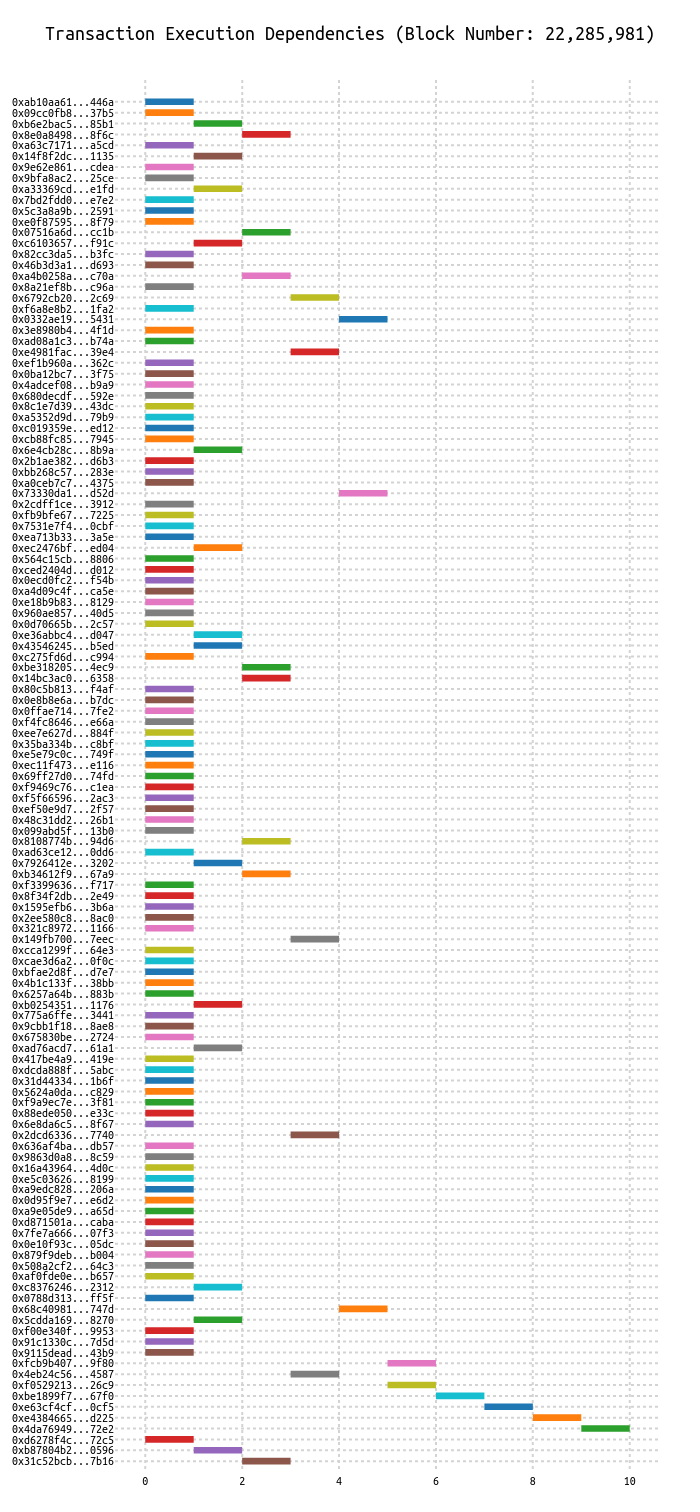 Transaction Execution Dependencies (Block Number: 22,285,981)
0xab10aa61...446a
0x09cc0fb8...37b5
0xb6e2bac5...85b1
0x8e0a8498...8f6c
0xa63c7171...a5cd
0x14f8f2dc...1135
0x9e62e861...cdea
0x9bfa8ac2...25ce
0xa33369cd...e1fd
0x7bd2fdd0...e7e2
0x5c3a8a9b...2591
0xe0f87595...8f79
0x07516a6d...cc1b
0xc6103657...f91c
0x82cc3da5...b3fc
0x46b3d3a1...d693
0xa4b0258a...c70a
0x8a21ef8b...c96a
0x6792cb20...2c69
0xf6a8e8b2...1fa2
0x0332ae19...5431
0x3e8980b4...4f1d
0xad08a1c3...b74a
0xe4981fac...39e4
0xef1b960a...362c
0x0ba12bc7...3f75
0x4adcef08...b9a9
0x680decdf...592e
0x8c1e7d39...43dc
0xa5352d9d...79b9
0xc019359e...ed12
0xcb88fc85...7945
0x6e4cb28c...8b9a
0x2b1ae382...d6b3
0xbb268c57...283e
0xa0ceb7c7...4375
0x73330da1...d52d
0x2cdff1ce...3912
0xfb9bfe67...7225
0x7531e7f4...0cbf
0xea713b33...3a5e
0xec2476bf...ed04
0x564c15cb...8806
0xced2404d...d012
0x0ecd0fc2...f54b
0xa4d09c4f...ca5e
0xe18b9b83...8129
0x960ae857...40d5
0x0d70665b...2c57
0xe36abbc4...d047
0x43546245...b5ed
0xc275fd6d...c994
0xbe318205...4ec9
0x14bc3ac0...6358
0x80c5b813...f4af
0x0e8b8e6a...b7dc
0x0ffae714...7fe2
0xf4fc8646...e66a
0xee7e627d...884f
0x35ba334b...c8bf
0xe5e79c0c...749f
0xec11f473...e116
0x69ff27d0...74fd
0xf9469c76...c1ea
0xf5f66596...2ac3
0xef50e9d7...2f57
0x48c31dd2...26b1
0x099abd5f...13b0
0x8108774b...94d6
0xad63ce12...0dd6
0x7926412e...3202
0xb34612f9...67a9
0xf3399636...f717
0x8f34f2db...2e49
0x1595efb6...3b6a
0x2ee580c8...8ac0
0x321c8972...1166
0x149fb700...7eec
0xcca1299f...64e3
0xcae3d6a2...0f0c
0xbfae2d8f...d7e7
0x4b1c133f...38bb
0x6257a64b...883b
0xb0254351...1176
0x775a6ffe...3441
0x9cbb1f18...8ae8
0x675830be...2724
0xad76acd7...61a1
0x417be4a9...419e
0xdcda888f...5abc
0x31d44334...1b6f
0x5624a0da...c829
0xf9a9ec7e...3f81
0x88ede050...e33c
0x6e8da6c5...8f67
0x2dcd6336...7740
0x636af4ba...db57
0x9863d0a8...8c59
0x16a43964...4d0c
0xe5c03626...8199
0xa9edc828...206a
0x0d95f9e7...e6d2
0xa9e05de9...a65d
0xd871501a...caba
0x7fe7a666...07f3
0x0e10f93c...05dc
0x879f9deb...b004
0x508a2cf2...64c3
0xaf0fde0e...b657
0xc8376246...2312
0x0788d313...ff5f
0x68c40981...747d
0x5cdda169...8270
0xf00e340f...9953
0x91c1330c...7d5d
0x9115dead...43b9
0xfcb9b407...9f80
0x4eb24c56...4587
0xf0529213...26c9
0xbe1899f7...67f0
0xe63cf4cf...0cf5
0xe4384665...d225
0x4da76949...72e2
0xd6278f4c...72c5
0xb87804b2...0596
0x31c52bcb...7b16
0 2 4 6 8 10